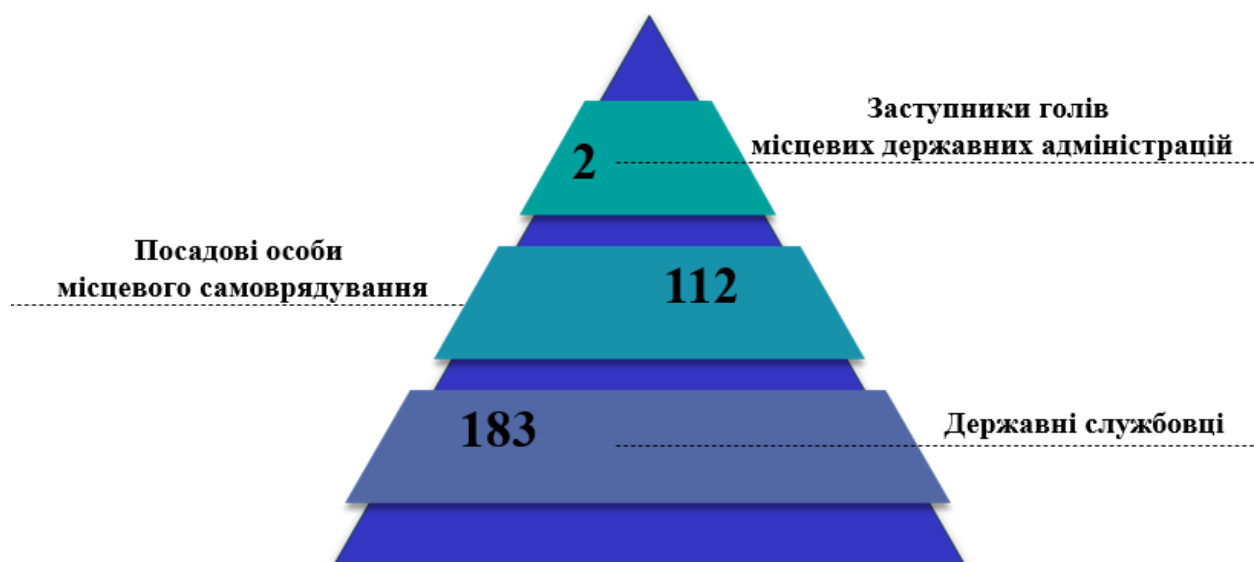 Заступники голів
місцевих державних адміністрацій
2
Посадові особи
місцевого самоврядування
112
183
Державні службовці